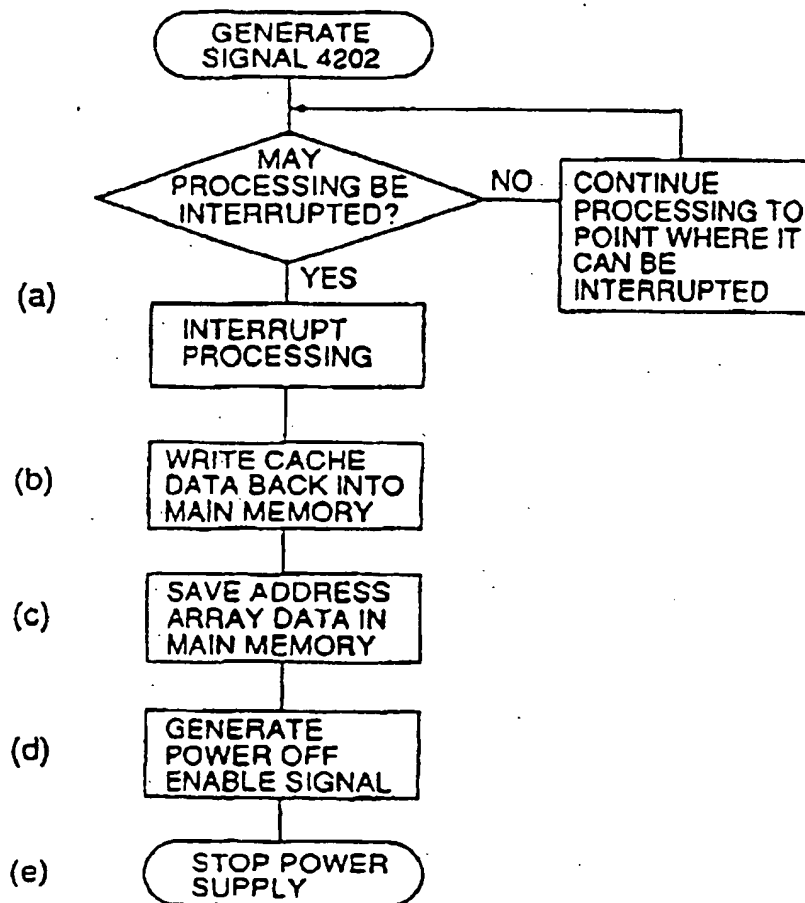 GENERATE
SIGNAL 4202
MAY
PROCESSING BE
INTERRUPTED?
NO
CONTINUE
PROCESSING TO
POINT WHERE IT
CAN BE
INTERRUPTED
YES
(a)
INTERRUPT
PROCESSING
(b)
WRITE CACHE
DATA BACK INTO
MAIN MEMORY
(c)
SAVE ADDRESS
ARRAY DATA IN
MAIN MEMORY
(d)
GENERATE
POWER OFF
ENABLE SIGNAL
(e)
STOP POWER
SUPPLY